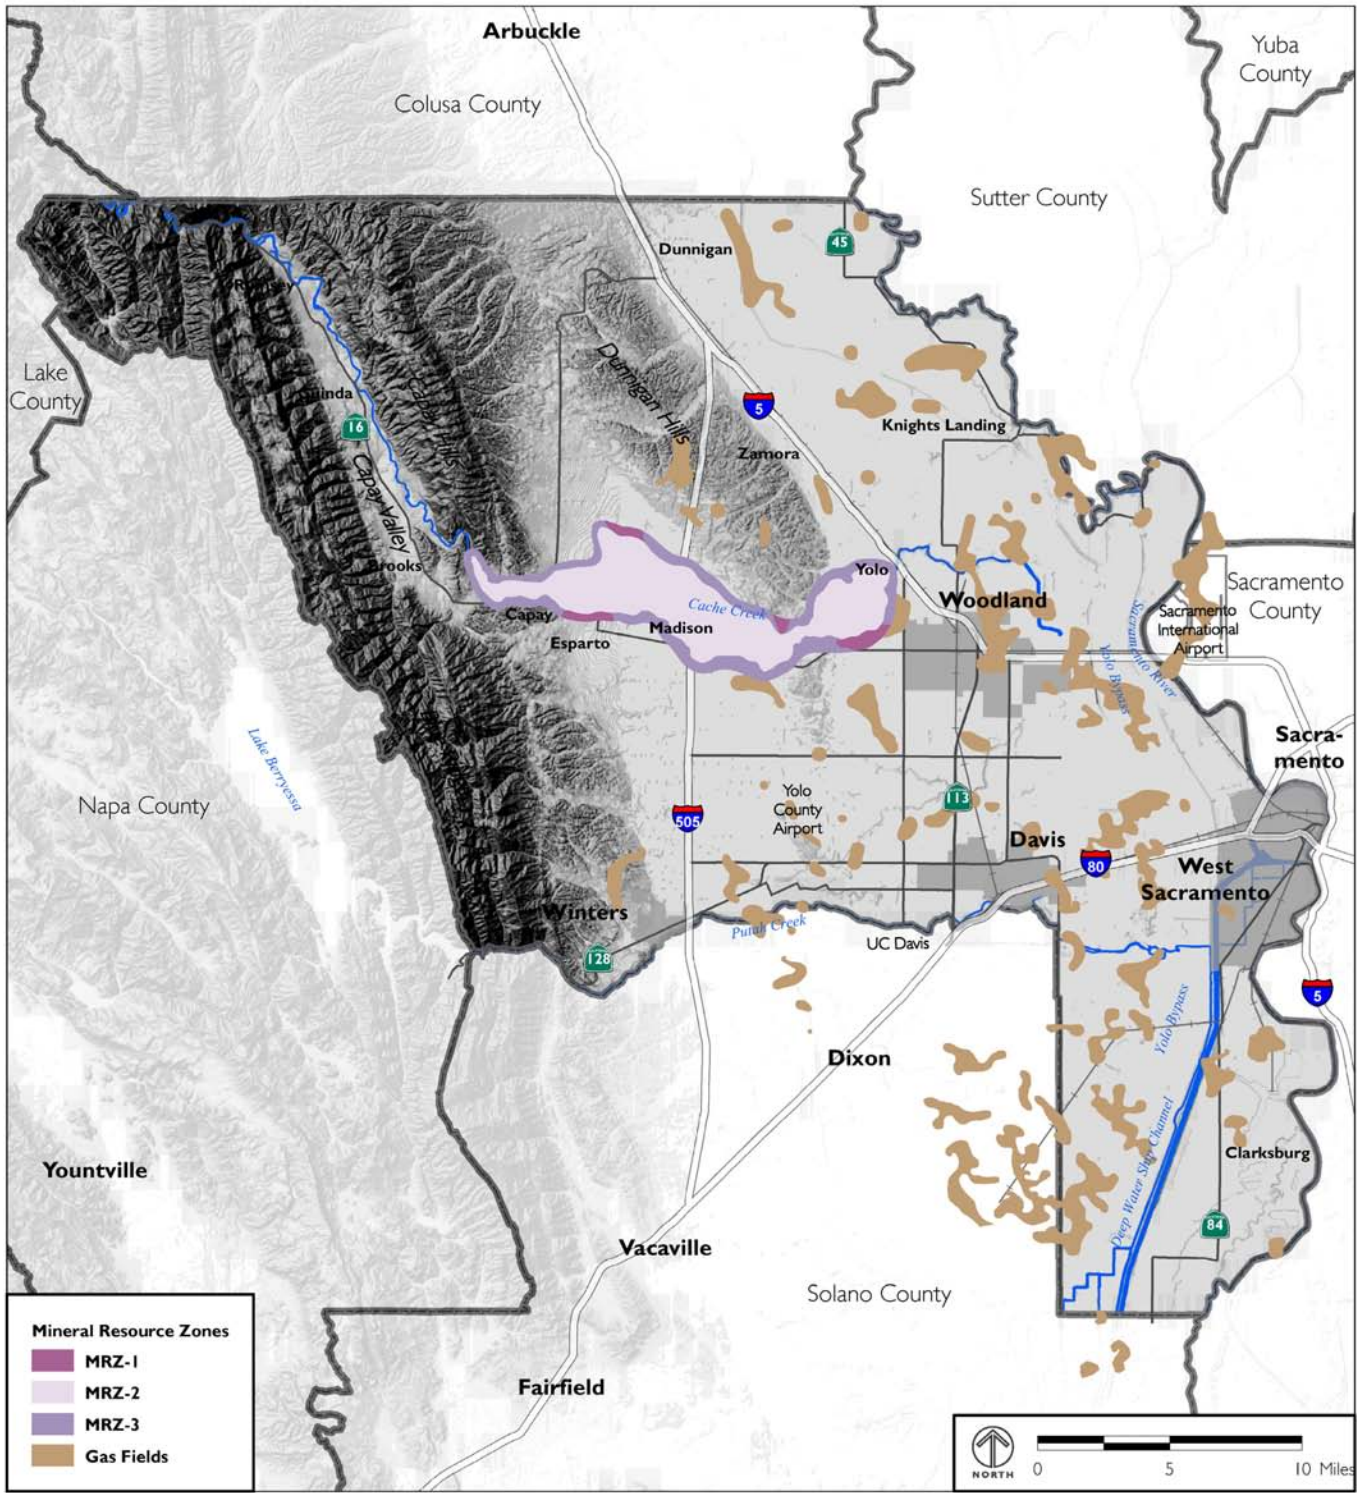 Arbuckle
Yuba
County
Colusa County
Sutter County
Dunnigan
45
Rumsey
Lake
County
Dunnigan Hills
Guinda
Capay Hills
5
16
Knights Landing
Zamora
Capay Valley
Brooks
Yolo
Sacramento
County
Woodland
Capay
Cache Creek
Madison
Esparto
Sacramento
International
Airport
Sacramento River
Yolo Bypass
Lake Berryessa
Sacra-
mento
Napa County
Yolo
County
Airport
113
505
Davis
80
West
Sacramento
Winters
Putah Creek
UC Davis
128
5
Yolo Bypass
Dixon
Deep Water Ship Channel
Clarksburg
Yountville
84
Vacaville
Solano County
Mineral Resource Zones
MRZ-1
MRZ-2
MRZ-3
Gas Fields
Fairfield
NORTH
0 5 10 Miles